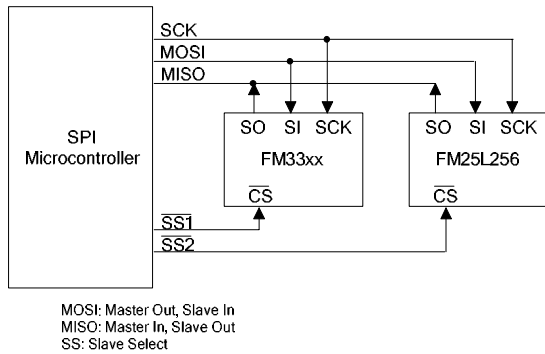 SCK
MOSI
MISO
SO SI SCK
SO SI SCK
SPI
Microcontroller
FM33xx
FM25L256
CS
CS
SS1
SS2
MOSI: Master Out, Slave In
MISO: Master In, Slave Out
SS: Slave Select